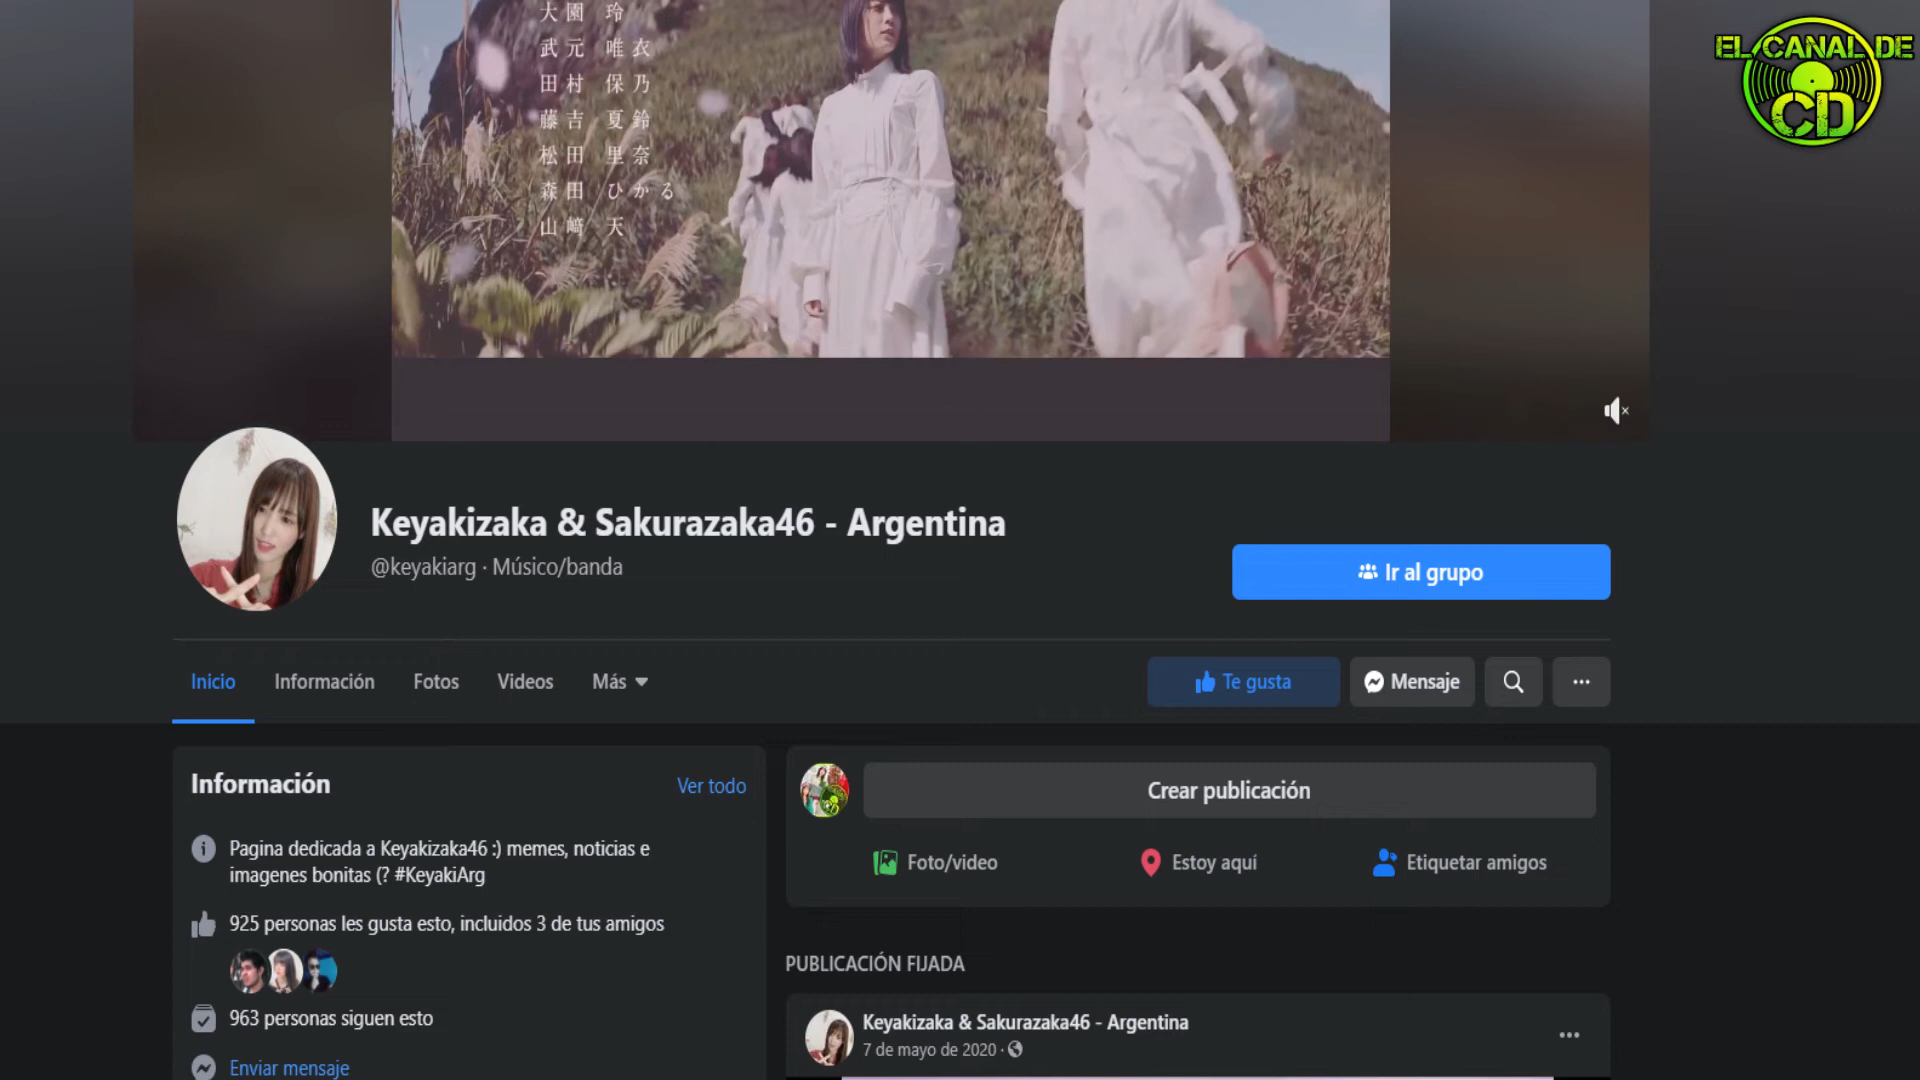 大園 玲
武元 唯衣
田村 保乃
藤吉 夏鈴
松田 里奈
森田 ひかる
山﨑 天
EL CANAL DE
CD
Keyakizaka & Sakurazaka46 - Argentina
@keyakiarg · Músico/banda
Ir al grupo
Inicio Información Fotos Videos Más
Te gusta Mensaje
Información Ver todo
Pagina dedicada a Keyakizaka46 :) memes, noticias e
imagenes bonitas (? #KeyakiArg
925 personas les gusta esto, incluidos 3 de tus amigos
963 personas siguen esto
Enviar mensaje
Crear publicación
Foto/video Estoy aquí Etiquetar amigos
PUBLICACIÓN FIJADA
Keyakizaka & Sakurazaka46 - Argentina
7 de mayo de 2020 ·